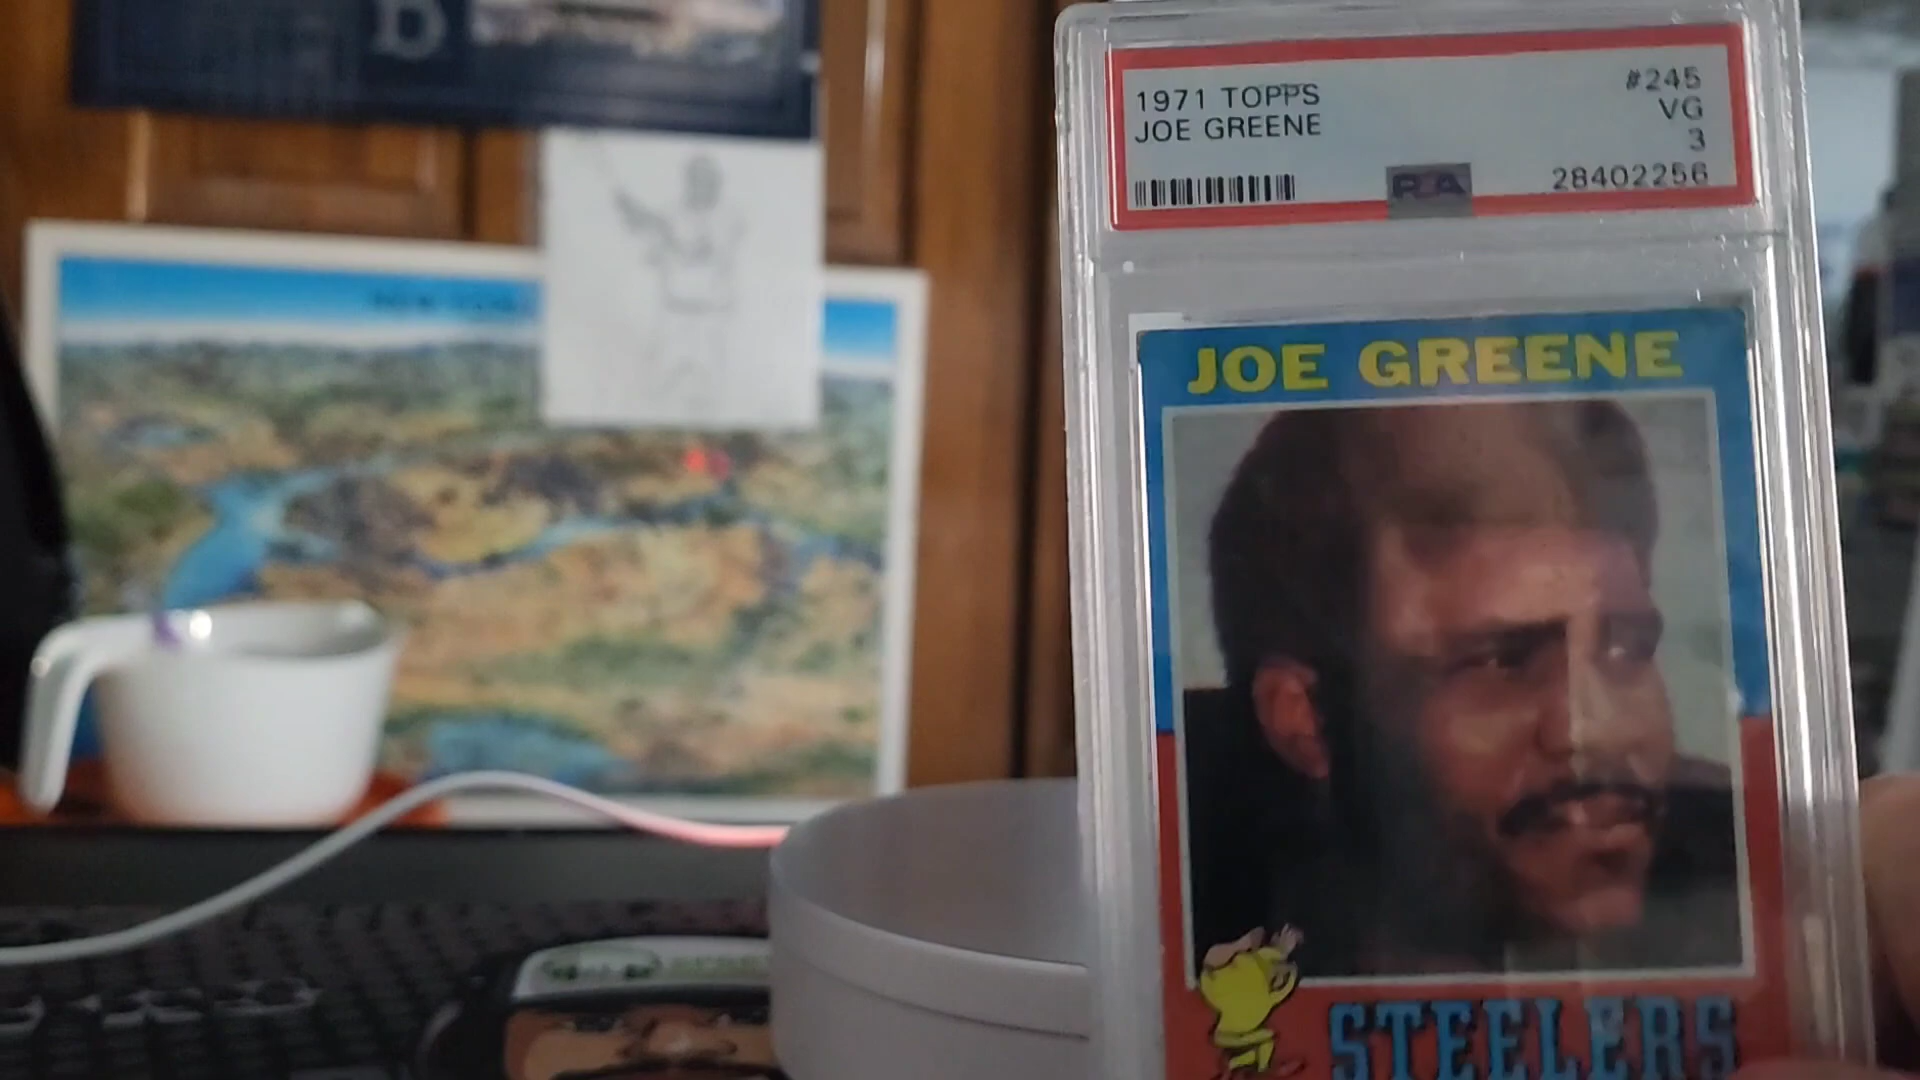 B
1971 TOPPS
JOE GREENE
#245
VG
3
28402256
PSA
JOE GREENE
STEELERS